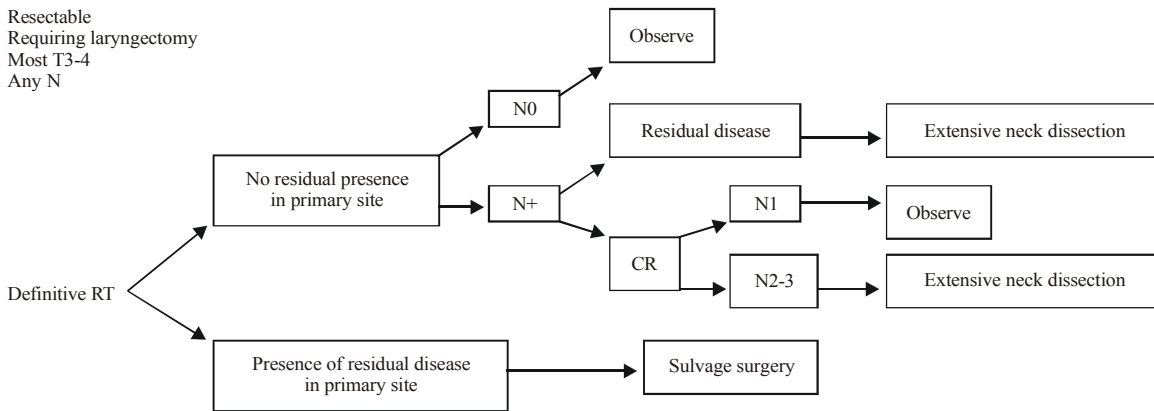 Resectable
Requiring laryngectomy
Most T3-4
Any N
Observe
N0
Residual disease
Extensive neck dissection
No residual presence
in primary site
N+
N1
Observe
CR
N2-3
Extensive neck dissection
Definitive RT
Presence of residual disease
in primary site
Sulvage surgery